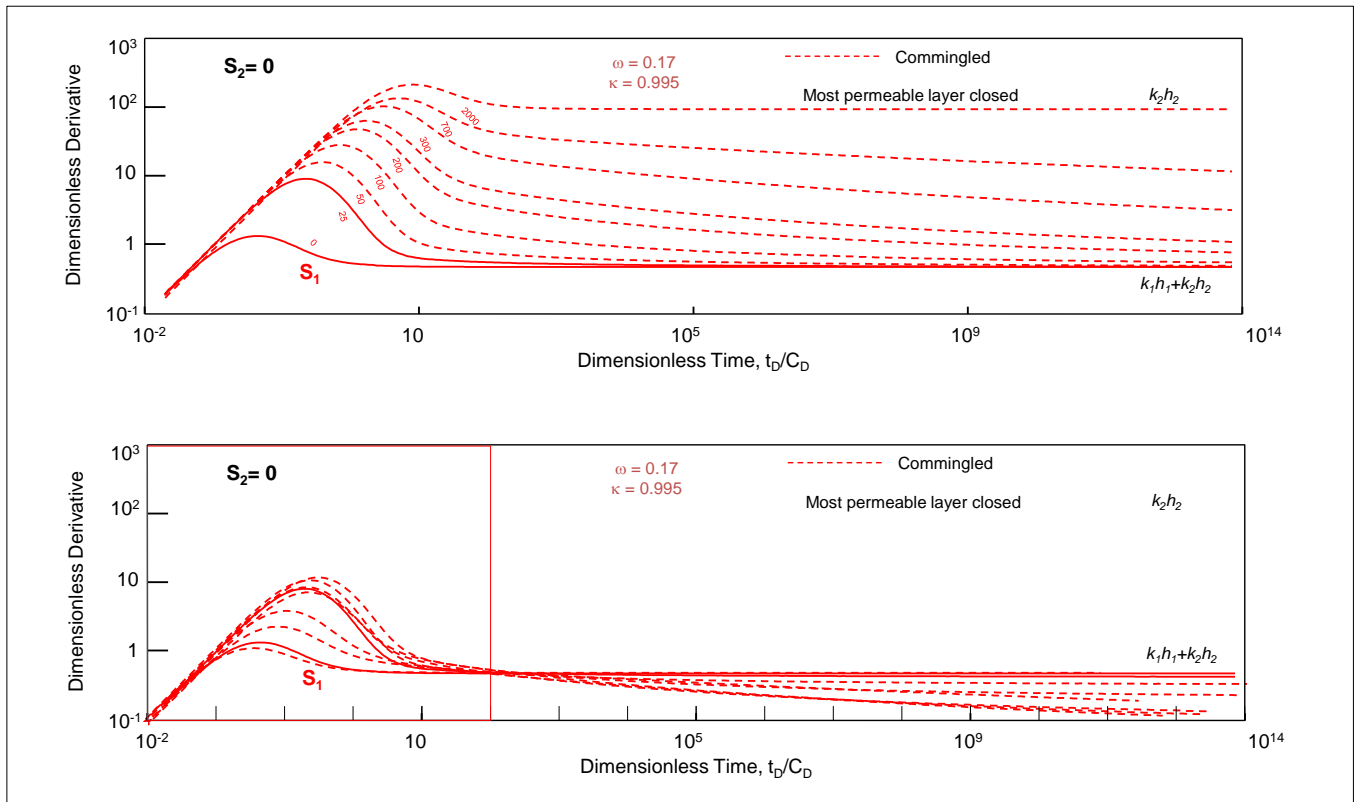 10³
S₂= 0
ω = 0.17
κ = 0.995
Commingled
Most permeable layer closed
k₂h₂
10²
10
1
10⁻¹
Dimensionless Derivative
2000
700
300
200
100
50
25
0
S₁
k₁h₁+k₂h₂
10⁻²
10
10⁵
10⁹
10¹⁴
Dimensionless Time, t_D/C_D
10³
S₂= 0
ω = 0.17
κ = 0.995
Commingled
Most permeable layer closed
k₂h₂
10²
10
1
10⁻¹
Dimensionless Derivative
S₁
k₁h₁+k₂h₂
10⁻²
10
10⁵
10⁹
10¹⁴
Dimensionless Time, t_D/C_D